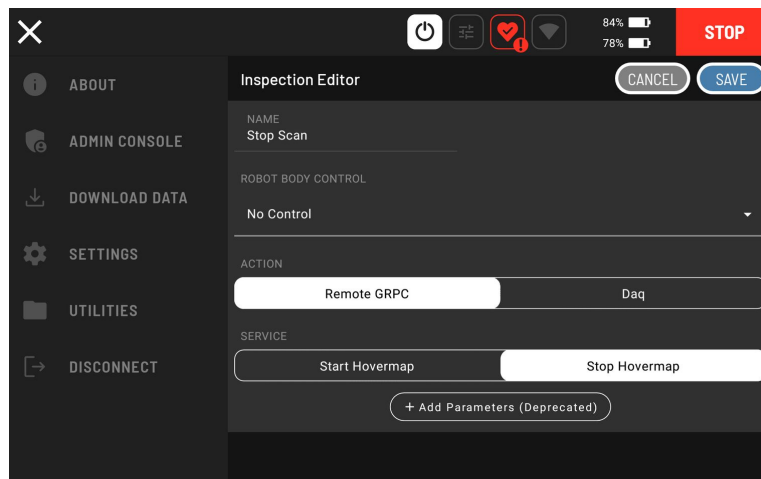 84%
78%
STOP
ABOUT
ADMIN CONSOLE
DOWNLOAD DATA
SETTINGS
UTILITIES
DISCONNECT
Inspection Editor
CANCEL
SAVE
NAME
Stop Scan
ROBOT BODY CONTROL
No Control
ACTION
Remote GRPC
Daq
SERVICE
Start Hovermap
Stop Hovermap
+ Add Parameters (Deprecated)